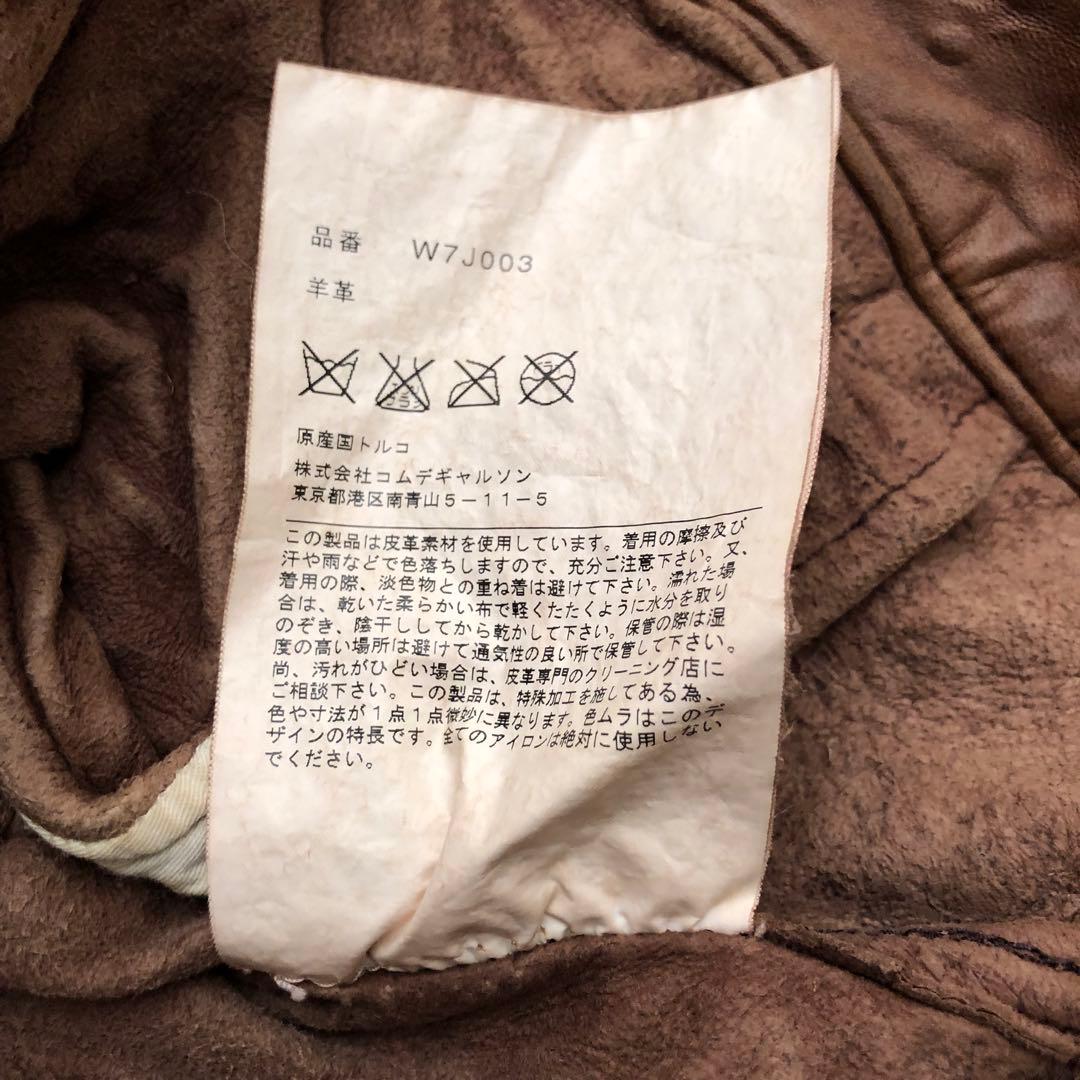 品番 W7J003
羊革
原産国トルコ
株式会社コムデギャルソン
東京都港区南青山5-11-5
この製品は皮革素材を使用しています。着用の摩擦及び
汗や雨などで色落ちしますので、充分ご注意下さい。又、
着用の際、淡色物との重ね着は避けて下さい。濡れた場
合は、乾いた柔らかい布で軽くたたくように水分を取り
のぞき、陰干ししてから乾かして下さい。保管の際は湿
度の高い場所は避けて通気性の良い所で保管して下さい。
尚、汚れがひどい場合は、皮革専門のクリーニング店に
ご相談下さい。この製品は、特殊加工を施してある為、
色や寸法が1点1点微妙に異なります。色ムラはこのデ
ザインの特長です。全てのアイロンは絶対に使用しない
でください。